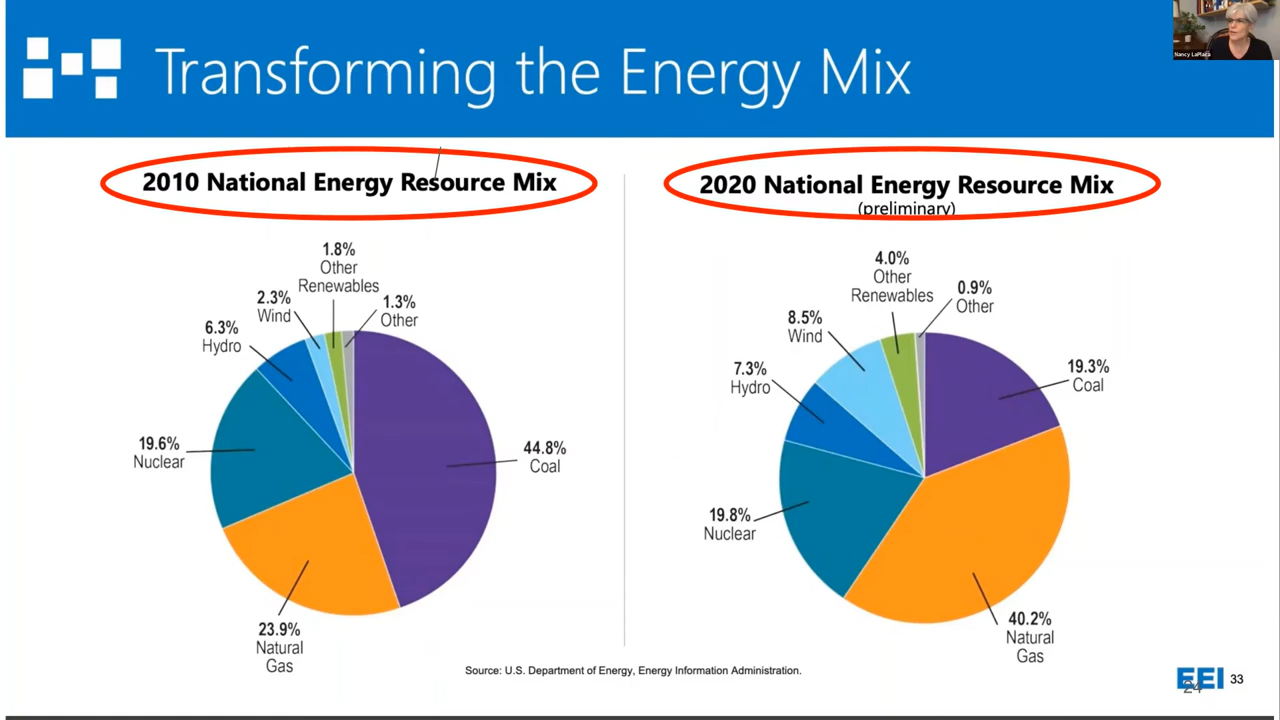 Transforming the Energy Mix
Nancy LaPlaca
2010 National Energy Resource Mix
1.8%
Other
Renewables
2.3%
Wind
1.3%
Other
6.3%
Hydro
19.6%
Nuclear
44.8%
Coal
23.9%
Natural
Gas
2020 National Energy Resource Mix
(preliminary)
4.0%
Other
Renewables
0.9%
Other
8.5%
Wind
7.3%
Hydro
19.3%
Coal
19.8%
Nuclear
40.2%
Natural
Gas
Source: U.S. Department of Energy, Energy Information Administration.
EEI
24
33